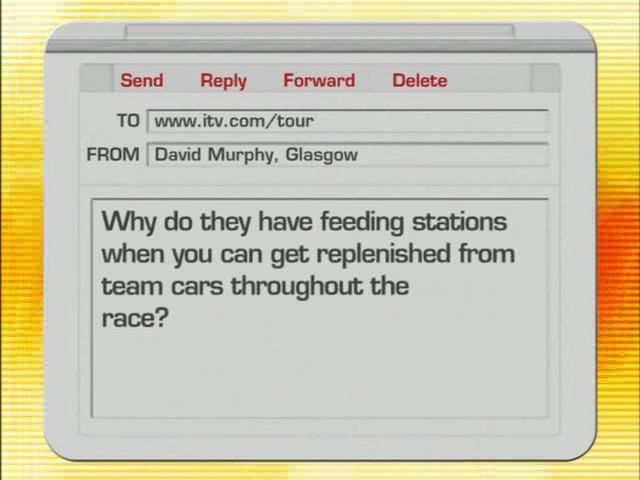 Send Reply Forward Delete
TO www.itv.com/tour
FROM David Murphy, Glasgow
Why do they have feeding stations
when you can get replenished from
team cars throughout the
race?